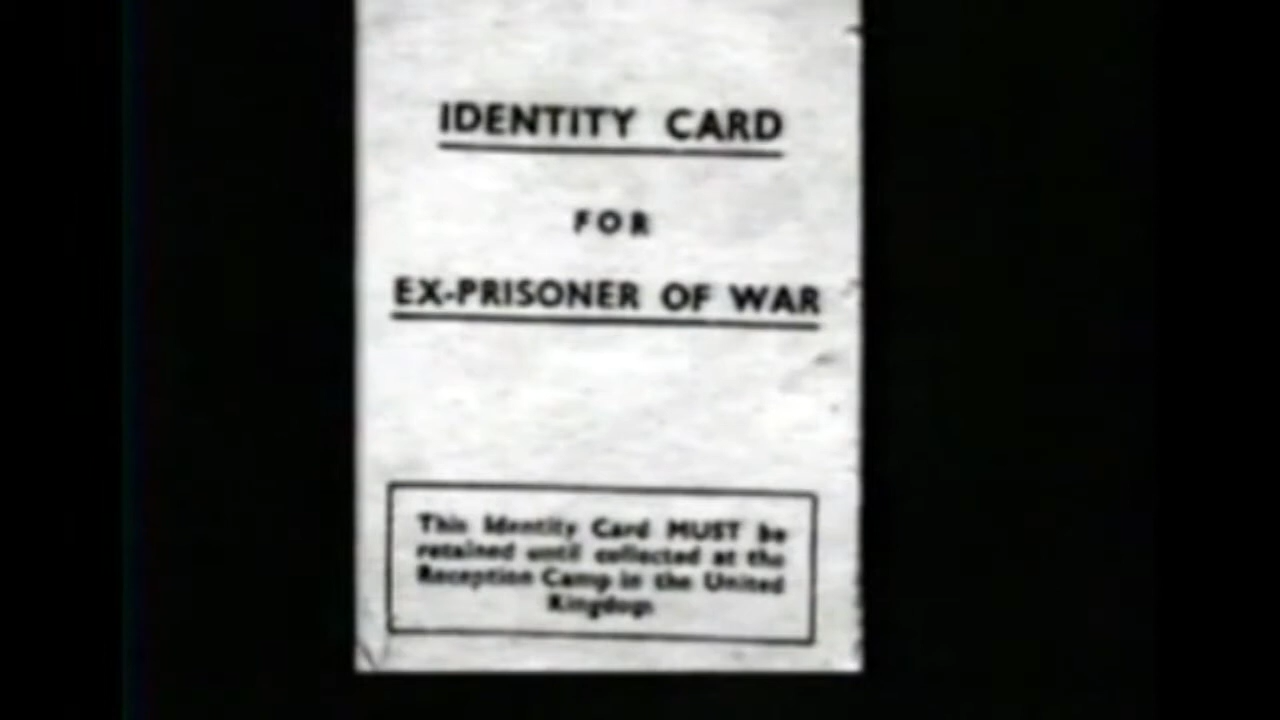 IDENTITY CARD
FOR
EX-PRISONER OF WAR
This Identity Card MUST be
retained until collected at the
Reception Camp in the United
Kingdom